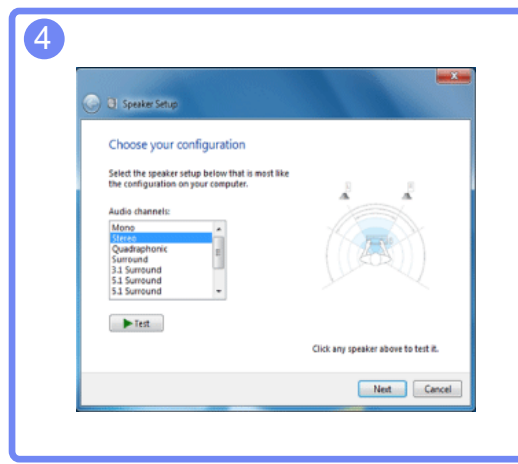 4
Speaker Setup
Choose your configuration
Select the speaker setup below that is most like
the configuration on your computer.
Audio channels:
Mono
Stereo
Quadraphonic
Surround
3.1 Surround
5.1 Surround
5.1 Surround
Test
Click any speaker above to test it.
Next
Cancel